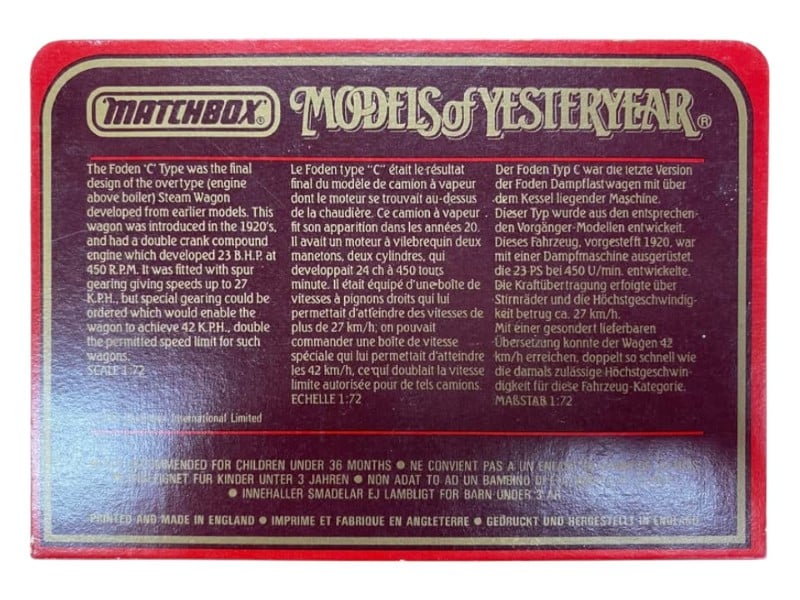 MATCHBOX® MODELS of YESTERYEAR®
The Foden 'C' Type was the final
design of the overtype (engine
above boiler) Steam Wagon
developed from earlier models. This
wagon was introduced in the 1920's,
and had a double crank compound
engine which developed 23 B.H.P. at
450 R.P.M. It was fitted with spur
gearing giving speeds up to 27
K.P.H., but special gearing could be
ordered which would enable the
wagon to achieve 42 K.P.H., double
the permitted speed limit for such
wagons.
SCALE 1:72
International Limited
Le Foden type "C" était le résultat
final du modèle de camion à vapeur
dont le moteur se trouvait au-dessus
de la chaudière. Ce camion à vapeur
fit son apparition dans les années 20.
Il avait un moteur à vilebrequin deux
manetons, deux cylindres, qui
developpait 24 ch à 450 touts
minute. Il était équipé d'une boîte de
vitesses à pignons droits qui lui
permettait d'atteindre des vitesses de
plus de 27 km/h; on pouvait
commander une boîte de vitesse
spéciale qui lui permettait d'atteindre
les 42 km/h, ce qui doublait la vitesse
limite autorisée pour de tels camions.
ECHELLE 1:72
Der Foden Typ C war die letzte Version
der Foden Dampflastwagen mit über
dem Kessel liegender Maschine.
Dieser Typ wurde aus den entsprechen-
den Vorgänger-Modellen entwickeit.
Dieses Fahrzeug, vorgestefft 1920, war
mit einer Dampfmaschine ausgerüstet,
die 23 PS bei 450 U/min. entwickelte.
Die Kraftübertragung erfolgte über
Stirnräder und die Höchstgeschwindig-
keit betrug ca. 27 km/h.
Mit einer gesondert lieferbaren
Übersetzung konnte der Wagen 42
km/h erreichen, doppelt so schnell wie
die damals zulässige Höchstgeschwin-
digkeit für diese Fahrzeug-Kategorie.
MAßSTAB 1:72
RECOMMENDED FOR CHILDREN UNDER 36 MONTHS ● NE CONVIENT PAS A UN
FUR KINDER UNTER 3 JAHREN ● NON ADAT TO AD UN BAMBINO
● INNEHALLER SMADELAR EJ LAMBLIGT FOR BARN UNDER 3 AR
PRINTED AND MADE IN ENGLAND ● IMPRIME ET FABRIQUE EN ANGLETERRE ● GEDRUCKT UND HERGESTELLT IN ENGLAND